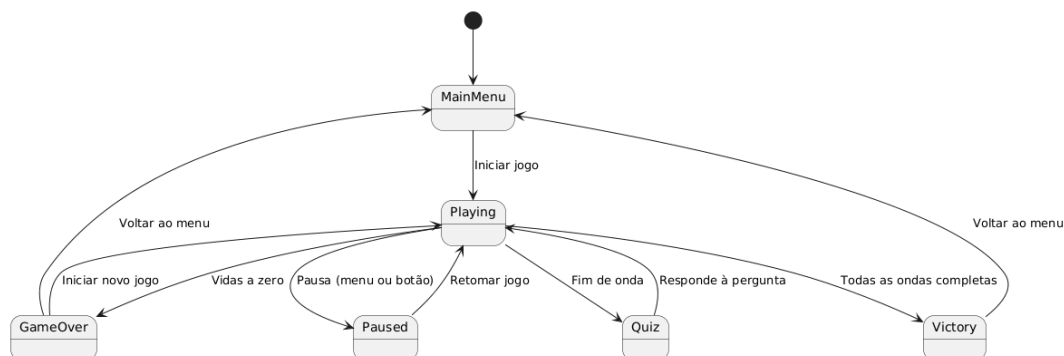 MainMenu
Iniciar jogo
Playing
Voltar ao menu
Voltar ao menu
Iniciar novo jogo
Vidas a zero
Pausa (menu ou botão)
Retomar jogo
Fim de onda
Responde à pergunta
Todas as ondas completas
GameOver
Paused
Quiz
Victory